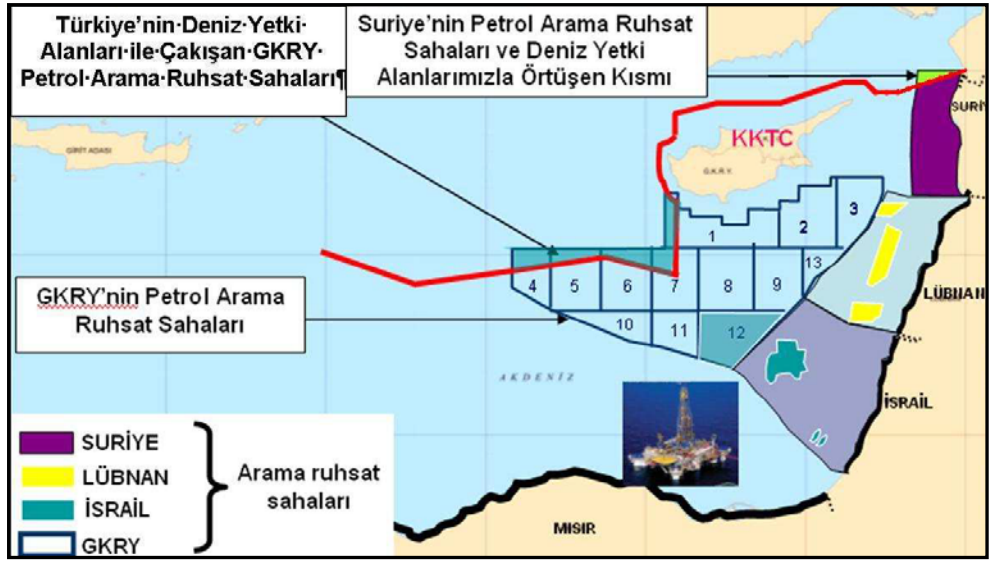 Türkiye’nin·Deniz·Yetki·
Alanları·ile·Çakışan·GKRY·
Petrol·Arama·Ruhsat·Sahaları¶
Suriye’nin Petrol Arama Ruhsat
Sahaları ve Deniz Yetki
Alanlarımızla Örtüşen Kısmı
SURİY
GİRİT ADASI
KKTC
G.K.R.Y.
3
2
1
13
4
5
6
7
8
9
GKRY’nin Petrol Arama
Ruhsat Sahaları
LÜBNAN
10
11
12
AKDENİZ
İSRAİL
SURİYE
LÜBNAN
İSRAİL
GKRY
Arama ruhsat
sahaları
MISIR